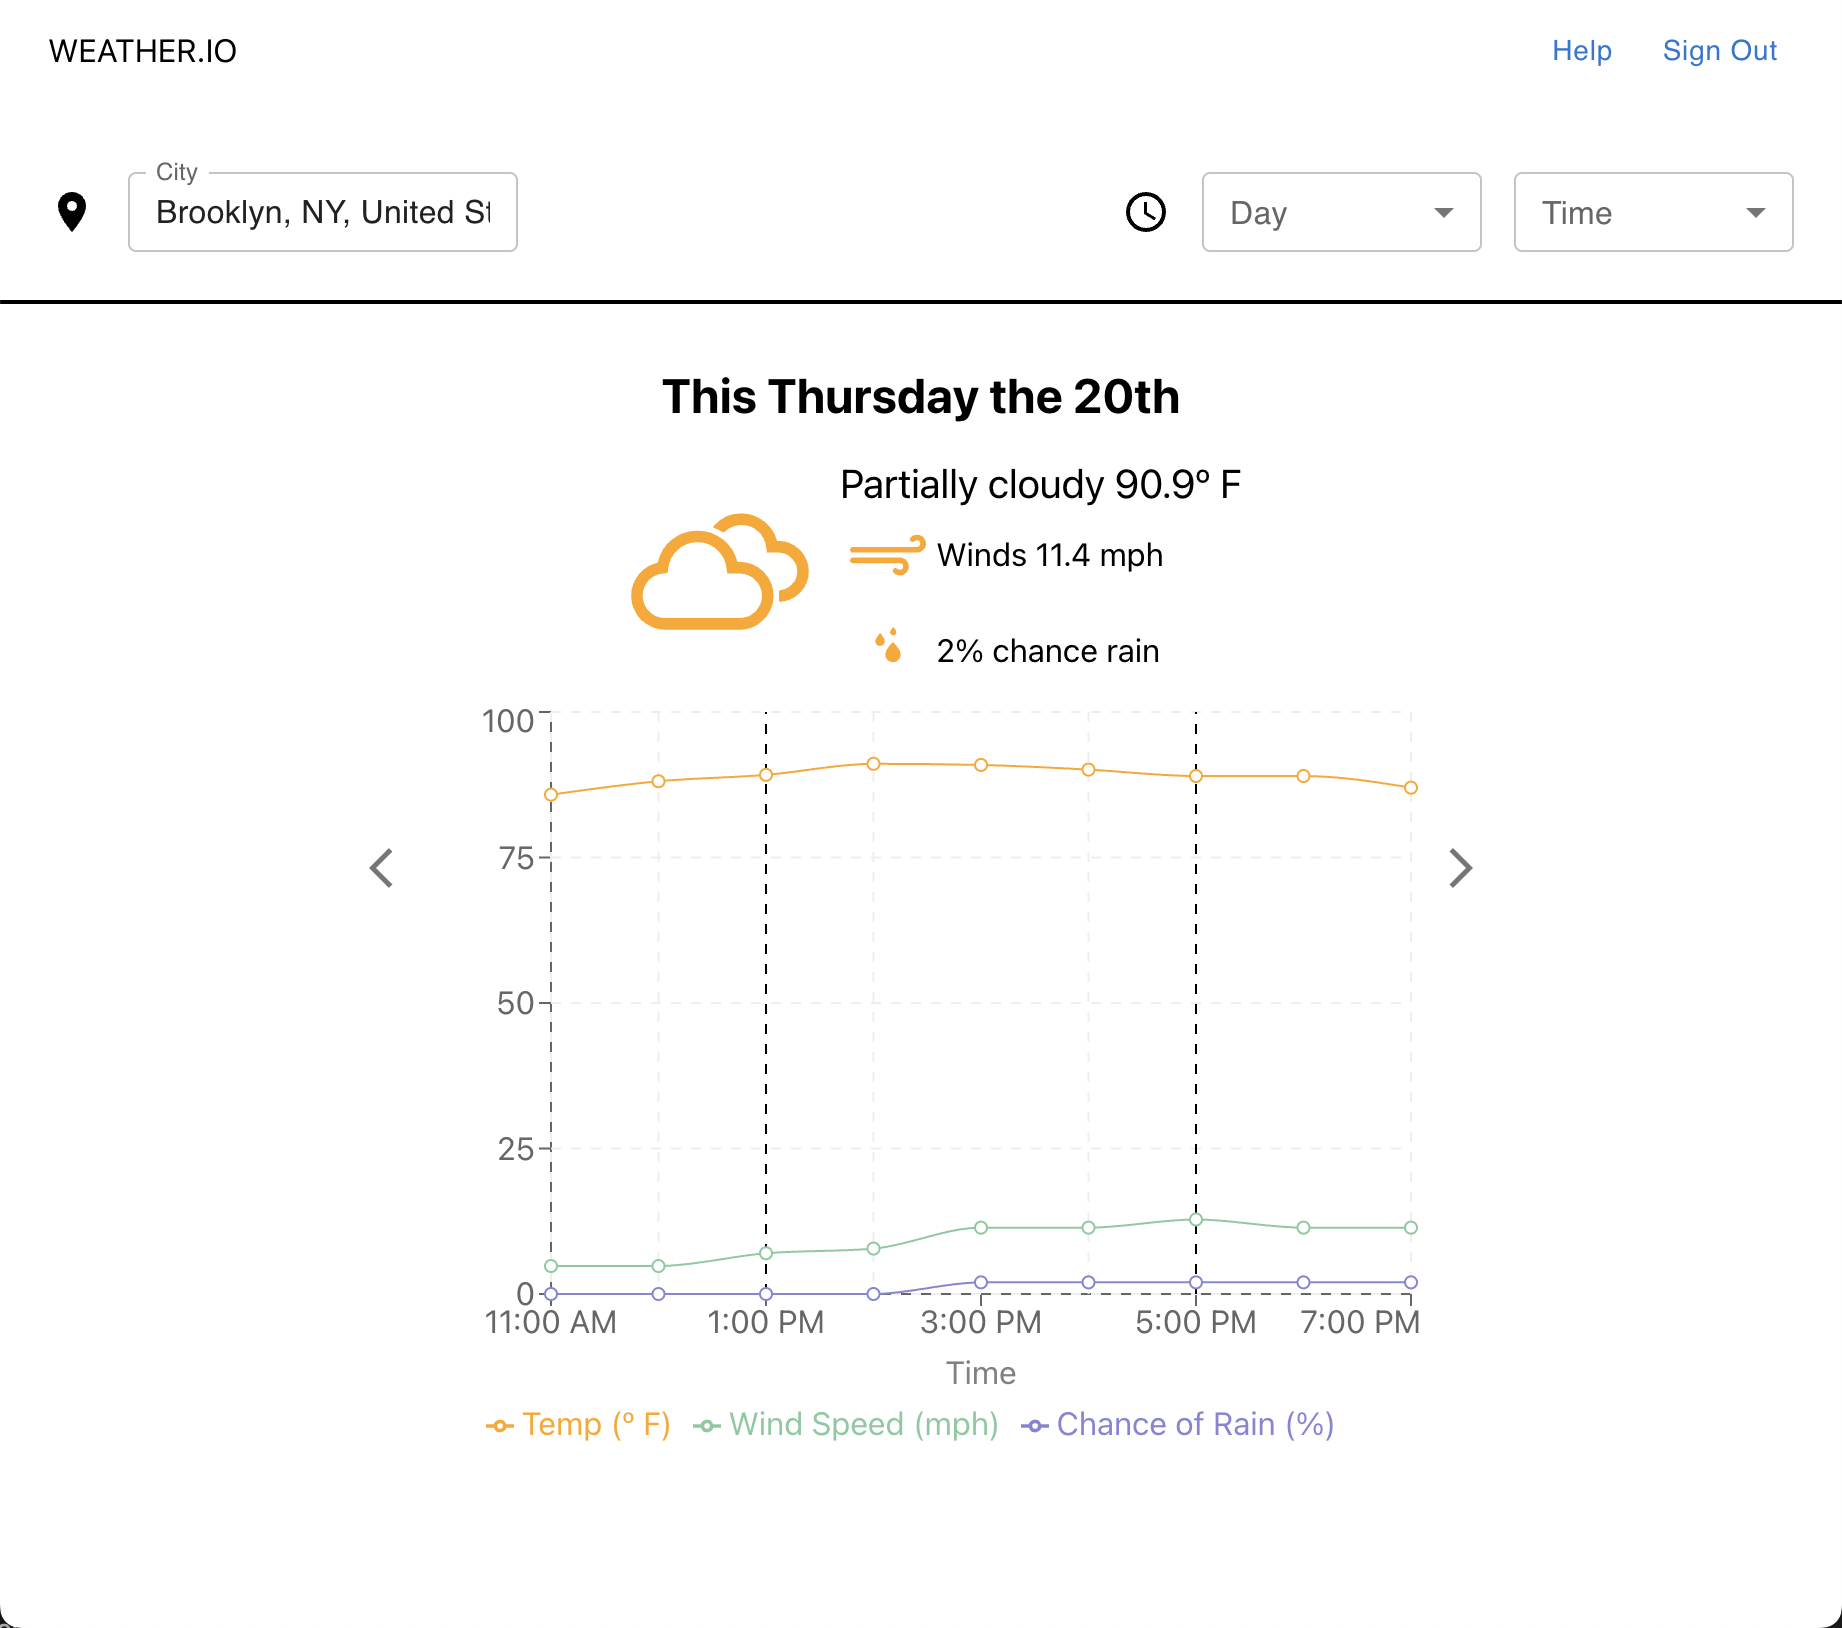 WEATHER.IO Help Sign Out
City
Brooklyn, NY, United St
Day Time
This Thursday the 20th
Partially cloudy 90.9º F
Winds 11.4 mph
2% chance rain
100
75
50
25
0
11:00 AM 1:00 PM 3:00 PM 5:00 PM 7:00 PM
Time
Temp (º F) Wind Speed (mph) Chance of Rain (%)